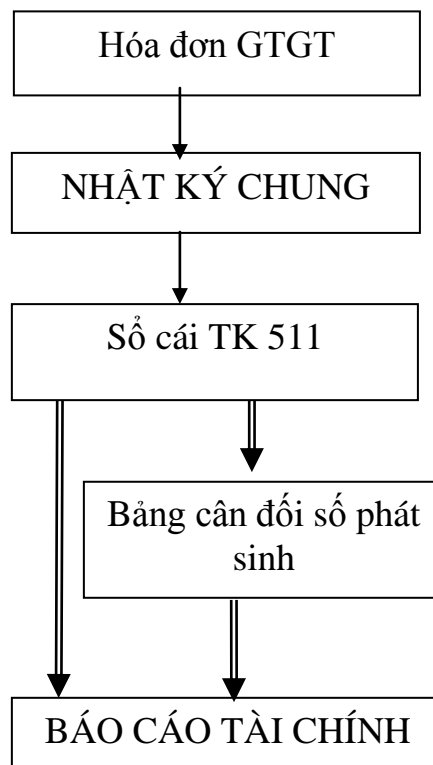 Hóa đơn GTGT
NHẬT KÝ CHUNG
Sổ cái TK 511
Bảng cân đối số phát
sinh
BÁO CÁO TÀI CHÍNH